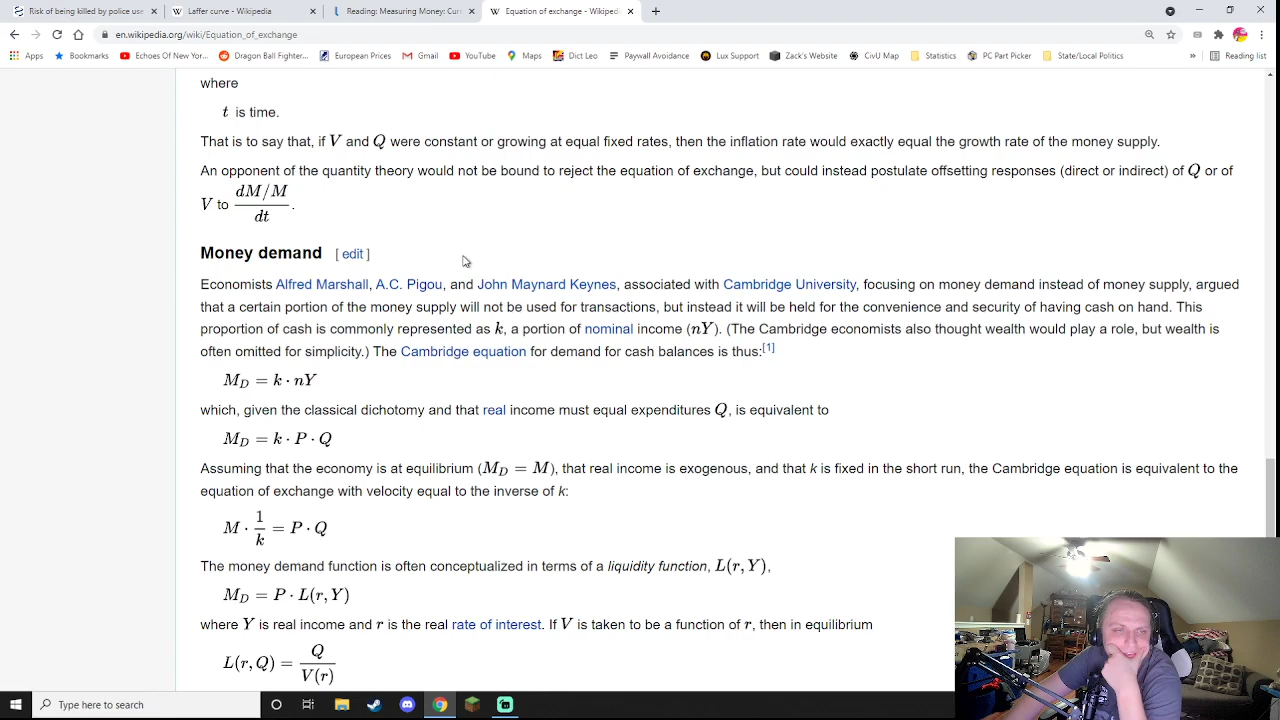 Risk of being killed by police use
Laffer curve - Wikipedia
Reading: Measuring Money: Cur
Equation of exchange - Wikiped
en.wikipedia.org/wiki/Equation_of_exchange
Apps Bookmarks Echoes Of New Yor... Dragon Ball Fighter... European Prices Gmail YouTube Maps Dict Leo Paywall Avoidance Lux Support Zack's Website CivU Map Statistics PC Part Picker State/Local Politics » Reading list
where
t is time.
That is to say that, if V and Q were constant or growing at equal fixed rates, then the inflation rate would exactly equal the growth rate of the money supply.
An opponent of the quantity theory would not be bound to reject the equation of exchange, but could instead postulate offsetting responses (direct or indirect) of Q or of
V to dM/M
dt .
Money demand [ edit ]
Economists Alfred Marshall, A.C. Pigou, and John Maynard Keynes, associated with Cambridge University, focusing on money demand instead of money supply, argued
that a certain portion of the money supply will not be used for transactions, but instead it will be held for the convenience and security of having cash on hand. This
proportion of cash is commonly represented as k, a portion of nominal income (nY). (The Cambridge economists also thought wealth would play a role, but wealth is
often omitted for simplicity.) The Cambridge equation for demand for cash balances is thus:[1]
M_D = k · nY
which, given the classical dichotomy and that real income must equal expenditures Q, is equivalent to
M_D = k · P · Q
Assuming that the economy is at equilibrium (M_D = M), that real income is exogenous, and that k is fixed in the short run, the Cambridge equation is equivalent to the
equation of exchange with velocity equal to the inverse of k:
M · 1/k = P · Q
The money demand function is often conceptualized in terms of a liquidity function, L(r, Y),
M_D = P · L(r, Y)
where Y is real income and r is the real rate of interest. If V is taken to be a function of r, then in equilibrium
L(r, Q) = Q/V(r)
Type here to search